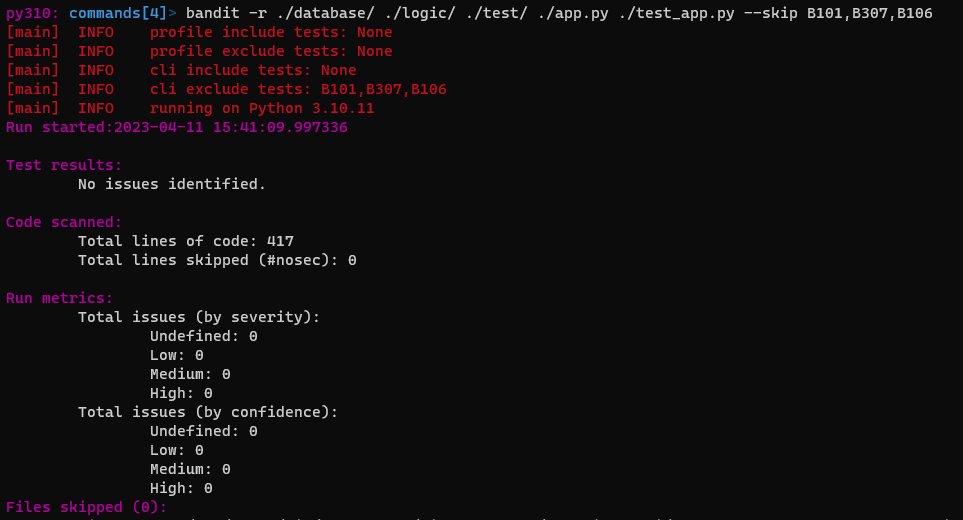 py310: commands[4]> bandit -r ./database/ ./logic/ ./test/ ./app.py ./test_app.py --skip B101,B307,B106
[main]  INFO    profile include tests: None
[main]  INFO    profile exclude tests: None
[main]  INFO    cli include tests: None
[main]  INFO    cli exclude tests: B101,B307,B106
[main]  INFO    running on Python 3.10.11
Run started:2023-04-11 15:41:09.997336
Test results:
        No issues identified.
Code scanned:
        Total lines of code: 417
        Total lines skipped (#nosec): 0
Run metrics:
        Total issues (by severity):
                Undefined: 0
                Low: 0
                Medium: 0
                High: 0
        Total issues (by confidence):
                Undefined: 0
                Low: 0
                Medium: 0
                High: 0
Files skipped (0):